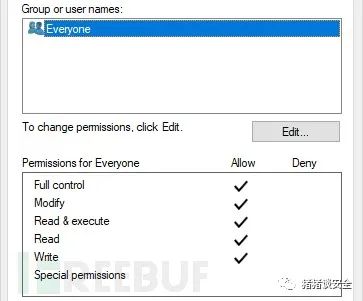 Group or user names:
Everyone
To change permissions, click Edit.
Edit...
Permissions for Everyone Allow Deny
Full control
Modify
Read & execute
Read
Write
Special permissions
REEBUF
猪猪谈安全